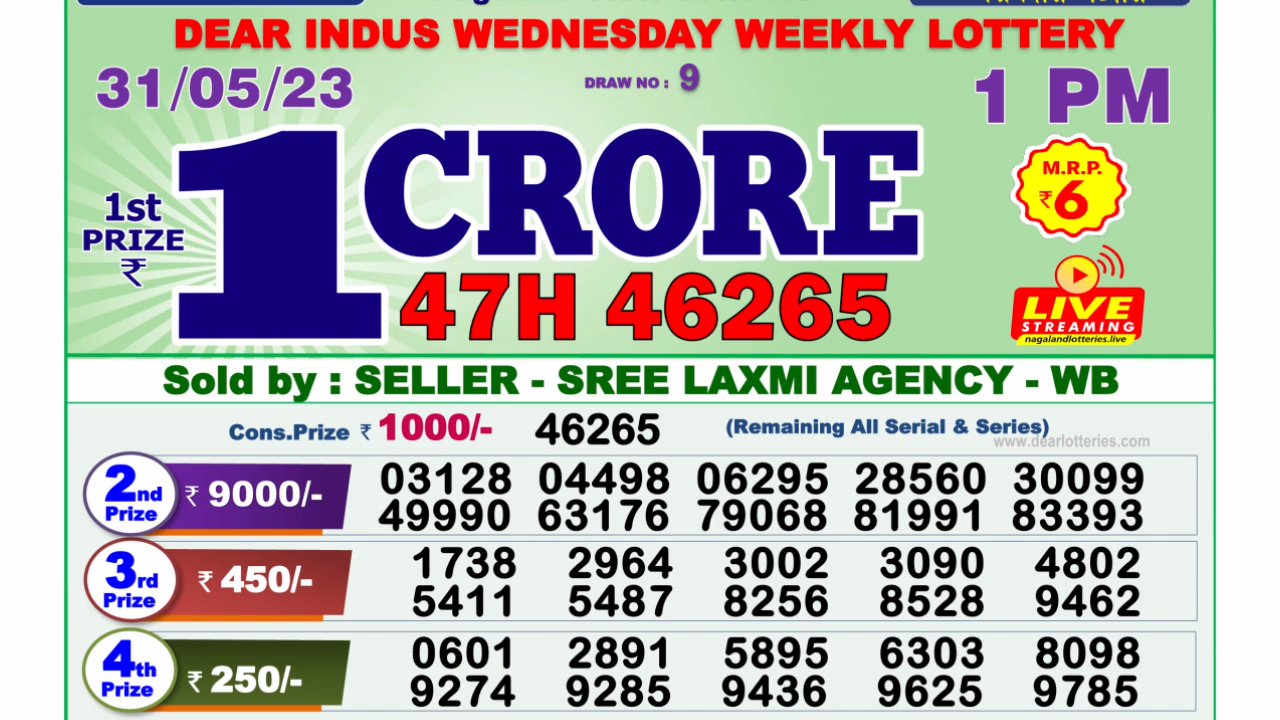 DEAR INDUS WEDNESDAY WEEKLY LOTTERY
31/05/23
DRAW NO : 9
1 PM
1st PRIZE ₹ 1 CRORE
47H 46265
M.R.P.
₹6
LIVE
STREAMING
nagalandlotteries.live
Sold by : SELLER - SREE LAXMI AGENCY - WB
Cons.Prize ₹ 1000/- 46265 (Remaining All Serial & Series)
www.dearlotteries.com
2nd Prize ₹ 9000/-
03128 04498 06295 28560 30099
49990 63176 79068 81991 83393
3rd Prize ₹ 450/-
1738 2964 3002 3090 4802
5411 5487 8256 8528 9462
4th Prize ₹ 250/-
0601 2891 5895 6303 8098
9274 9285 9436 9625 9785